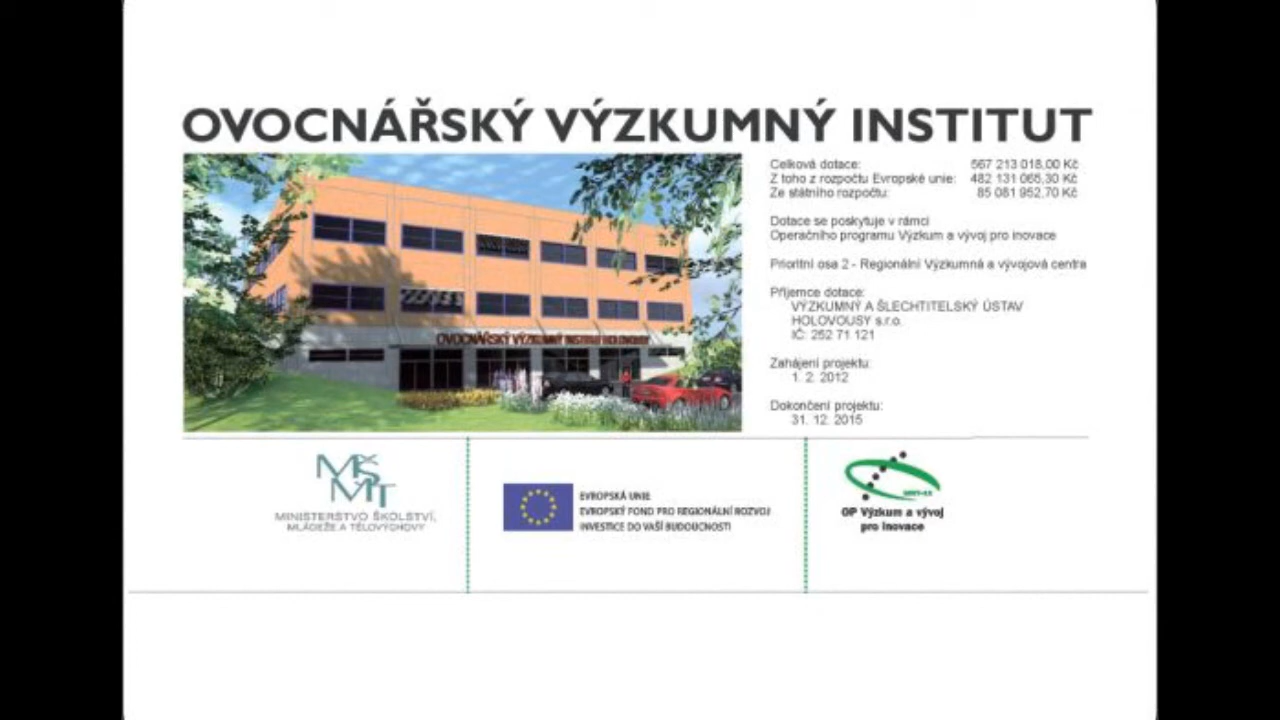 OVOCNÁŘSKÝ VÝZKUMNÝ INSTITUT
Celková dotace: 567 213 018,00 Kč
Z toho z rozpočtu Evropské unie: 482 131 065,30 Kč
Ze státního rozpočtu: 85 081 952,70 Kč
Dotace se poskytuje v rámci
Operačního programu Výzkum a vývoj pro inovace
Prioritní osa 2 - Regionální Výzkumná a vývojová centra
Příjemce dotace:
VÝZKUMNÝ A ŠLECHTITELSKÝ ÚSTAV
HOLOVOUSY s.r.o.
IČ: 252 71 121
Zahájení projektu:
1. 2. 2012
Dokončení projektu:
31. 12. 2015
OVOCNÁŘSKÝ VÝZKUMNÝ INSTITUT HOLOVOUSY
MŠMT
MINISTERSTVO ŠKOLSTVÍ,
MLÁDEŽE A TĚLOVÝCHOVY
EVROPSKÁ UNIE
EVROPSKÝ FOND PRO REGIONÁLNÍ ROZVOJ
INVESTICE DO VAŠÍ BUDOUCNOSTI
OP Výzkum a vývoj
pro inovace